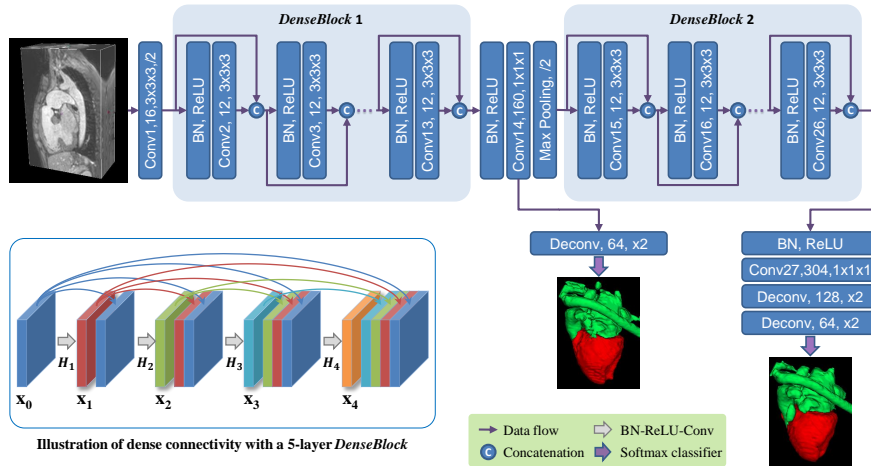 DenseBlock 1
DenseBlock 2
Conv1,16,3x3x3,/2
BN, ReLU
Conv2, 12, 3x3x3
C
BN, ReLU
Conv3, 12, 3x3x3
C
...
BN, ReLU
Conv13, 12, 3x3x3
C
BN, ReLU
Conv14,160,1x1x1
Max Pooling, /2
BN, ReLU
Conv15, 12, 3x3x3
C
BN, ReLU
Conv16, 12, 3x3x3
C
...
BN, ReLU
Conv26, 12, 3x3x3
C
Deconv, 64, x2
BN, ReLU
Conv27,304,1x1x1
Deconv, 128, x2
Deconv, 64, x2
H1
H2
H3
H4
x0
x1
x2
x3
x4
Illustration of dense connectivity with a 5-layer DenseBlock
Data flow
BN-ReLU-Conv
C Concatenation
Softmax classifier